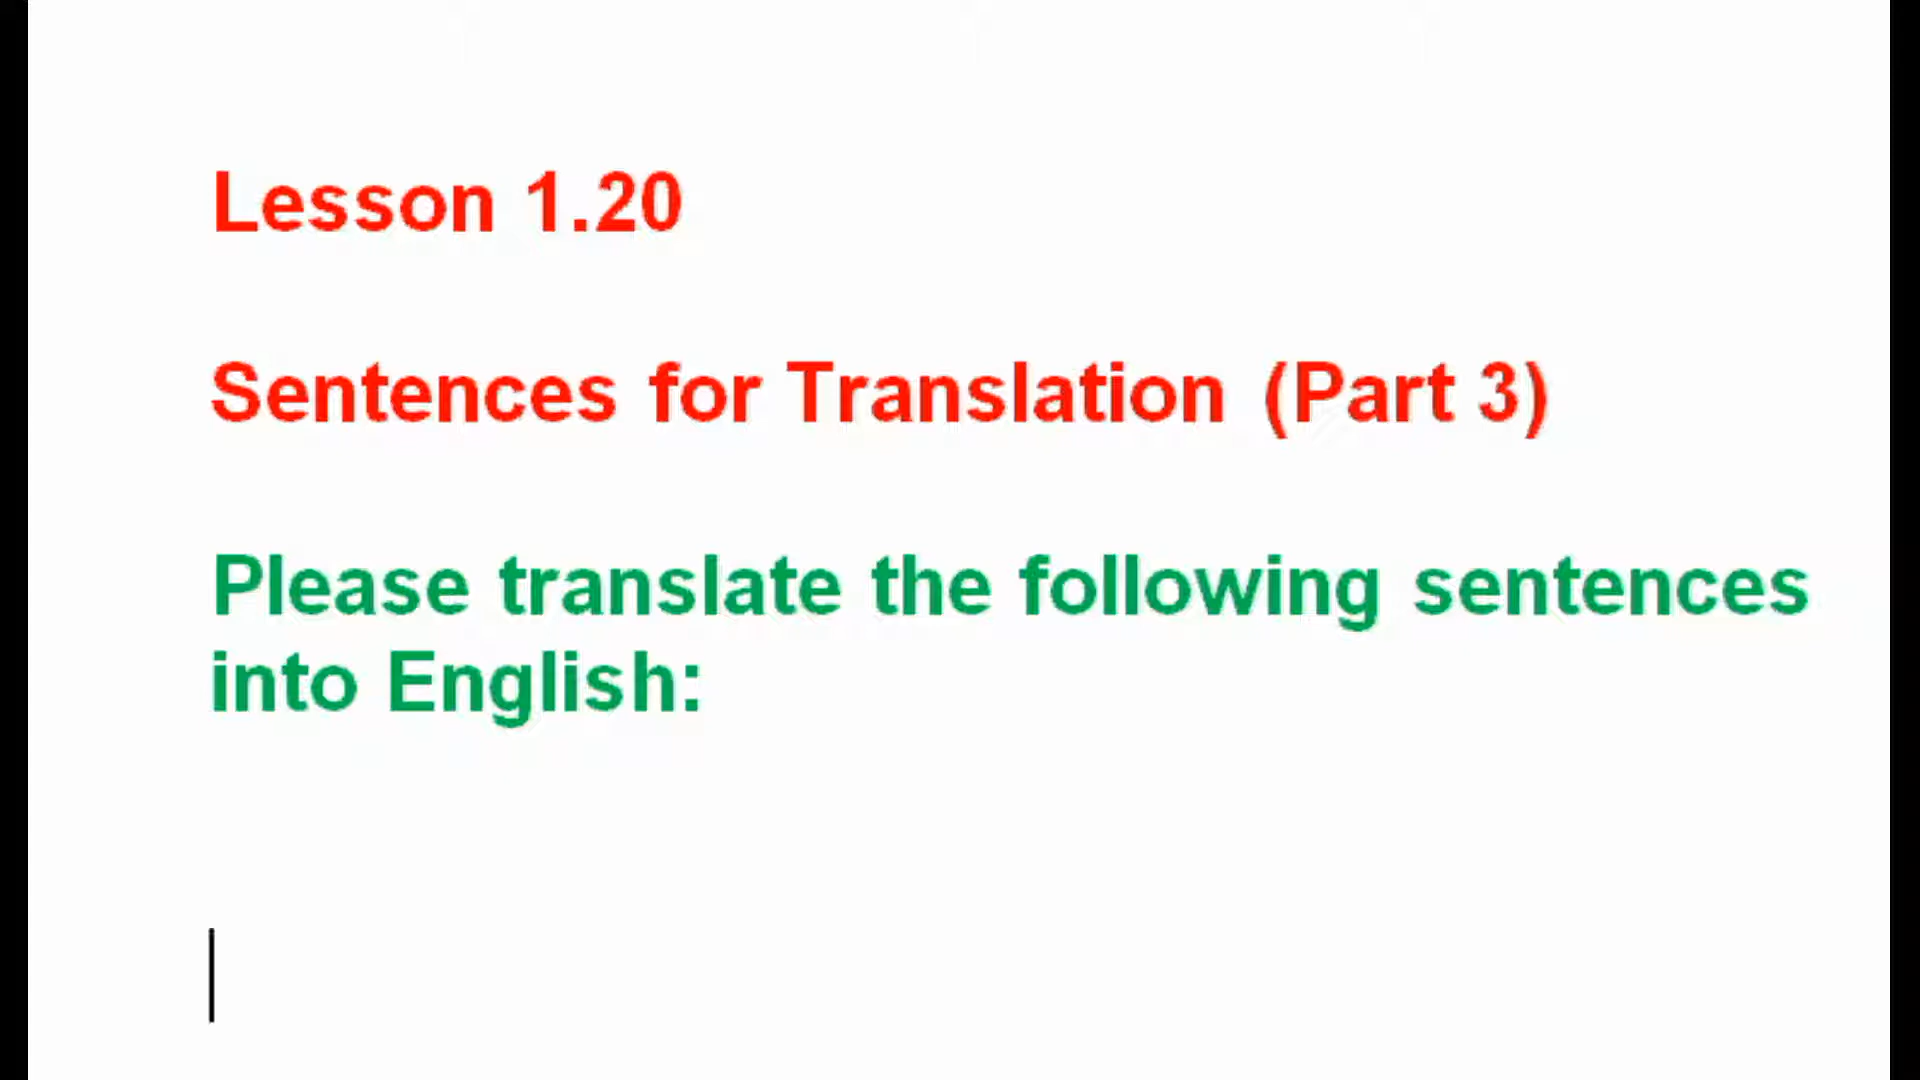 Lesson 1.20
Sentences for Translation (Part 3)
Please translate the following sentences
into English: